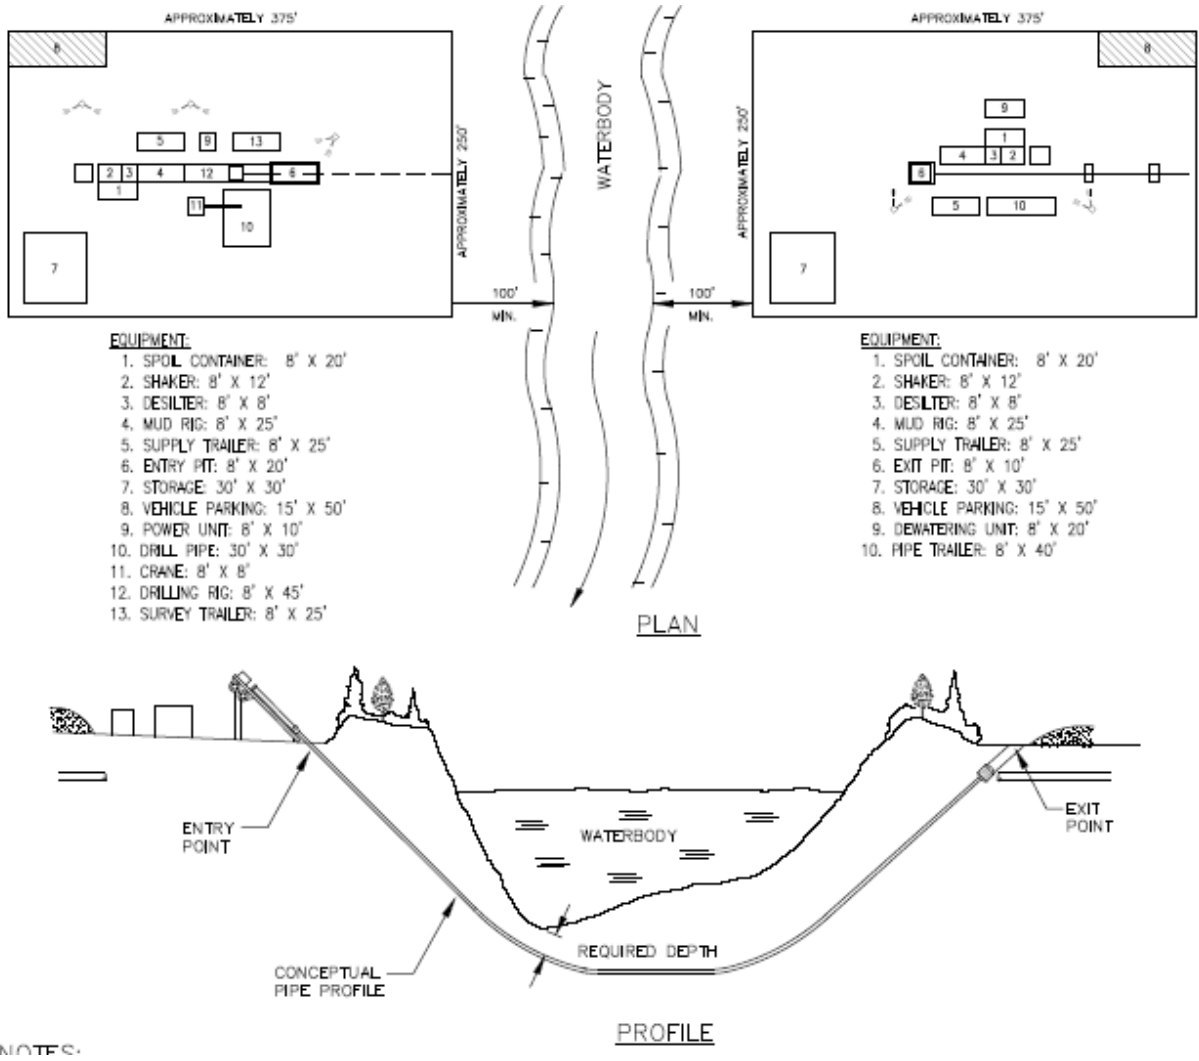 APPROXIMATELY 375'
8
5
9
13
2
3
4
12
6
1
11
10
7
APPROXIMATELY 250'
100'
MIN.
WATERBODY
100'
MIN.
APPROXIMATELY 375'
8
9
1
4
3
2
6
5
10
7
APPROXIMATELY 250'
EQUIPMENT:
1. SPOIL CONTAINER: 8' X 20'
2. SHAKER: 8' X 12'
3. DESILTER: 8' X 8'
4. MUD RIG: 8' X 25'
5. SUPPLY TRAILER: 8' X 25'
6. ENTRY PIT: 8' X 20'
7. STORAGE: 30' X 30'
8. VEHICLE PARKING: 15' X 50'
9. POWER UNIT: 8' X 10'
10. DRILL PIPE: 30' X 30'
11. CRANE: 8' X 8'
12. DRILLING RIG: 8' X 45'
13. SURVEY TRAILER: 8' X 25'
EQUIPMENT:
1. SPOIL CONTAINER: 8' X 20'
2. SHAKER: 8' X 12'
3. DESILTER: 8' X 8'
4. MUD RIG: 8' X 25'
5. SUPPLY TRAILER: 8' X 25'
6. EXIT PIT: 8' X 10'
7. STORAGE: 30' X 30'
8. VEHICLE PARKING: 15' X 50'
9. DEWATERING UNIT: 8' X 20'
10. PIPE TRAILER: 8' X 40'
PLAN
ENTRY
POINT
WATERBODY
EXIT
POINT
REQUIRED DEPTH
CONCEPTUAL
PIPE PROFILE
PROFILE
NOTES: